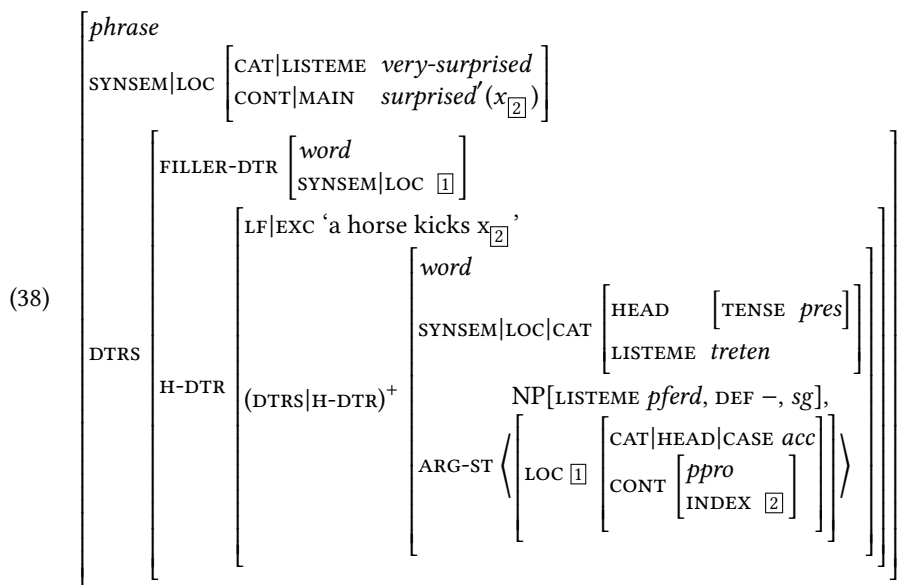 phrase
SYNSEM|LOC [CAT|LISTEME very-surprised
CONT|MAIN surprised′(x[2])]
FILLER-DTR [word
SYNSEM|LOC [1]]
LF|EXC ‘a horse kicks x[2]’
word
(38) DTRS SYNSEM|LOC|CAT [HEAD [TENSE pres]
LISTEME treten]
H-DTR (DTRS|H-DTR)+
NP[LISTEME pferd, DEF −, sg],
ARG-ST ⟨[LOC [1] [CAT|HEAD|CASE acc
CONT [ppro
INDEX [2]]]]⟩